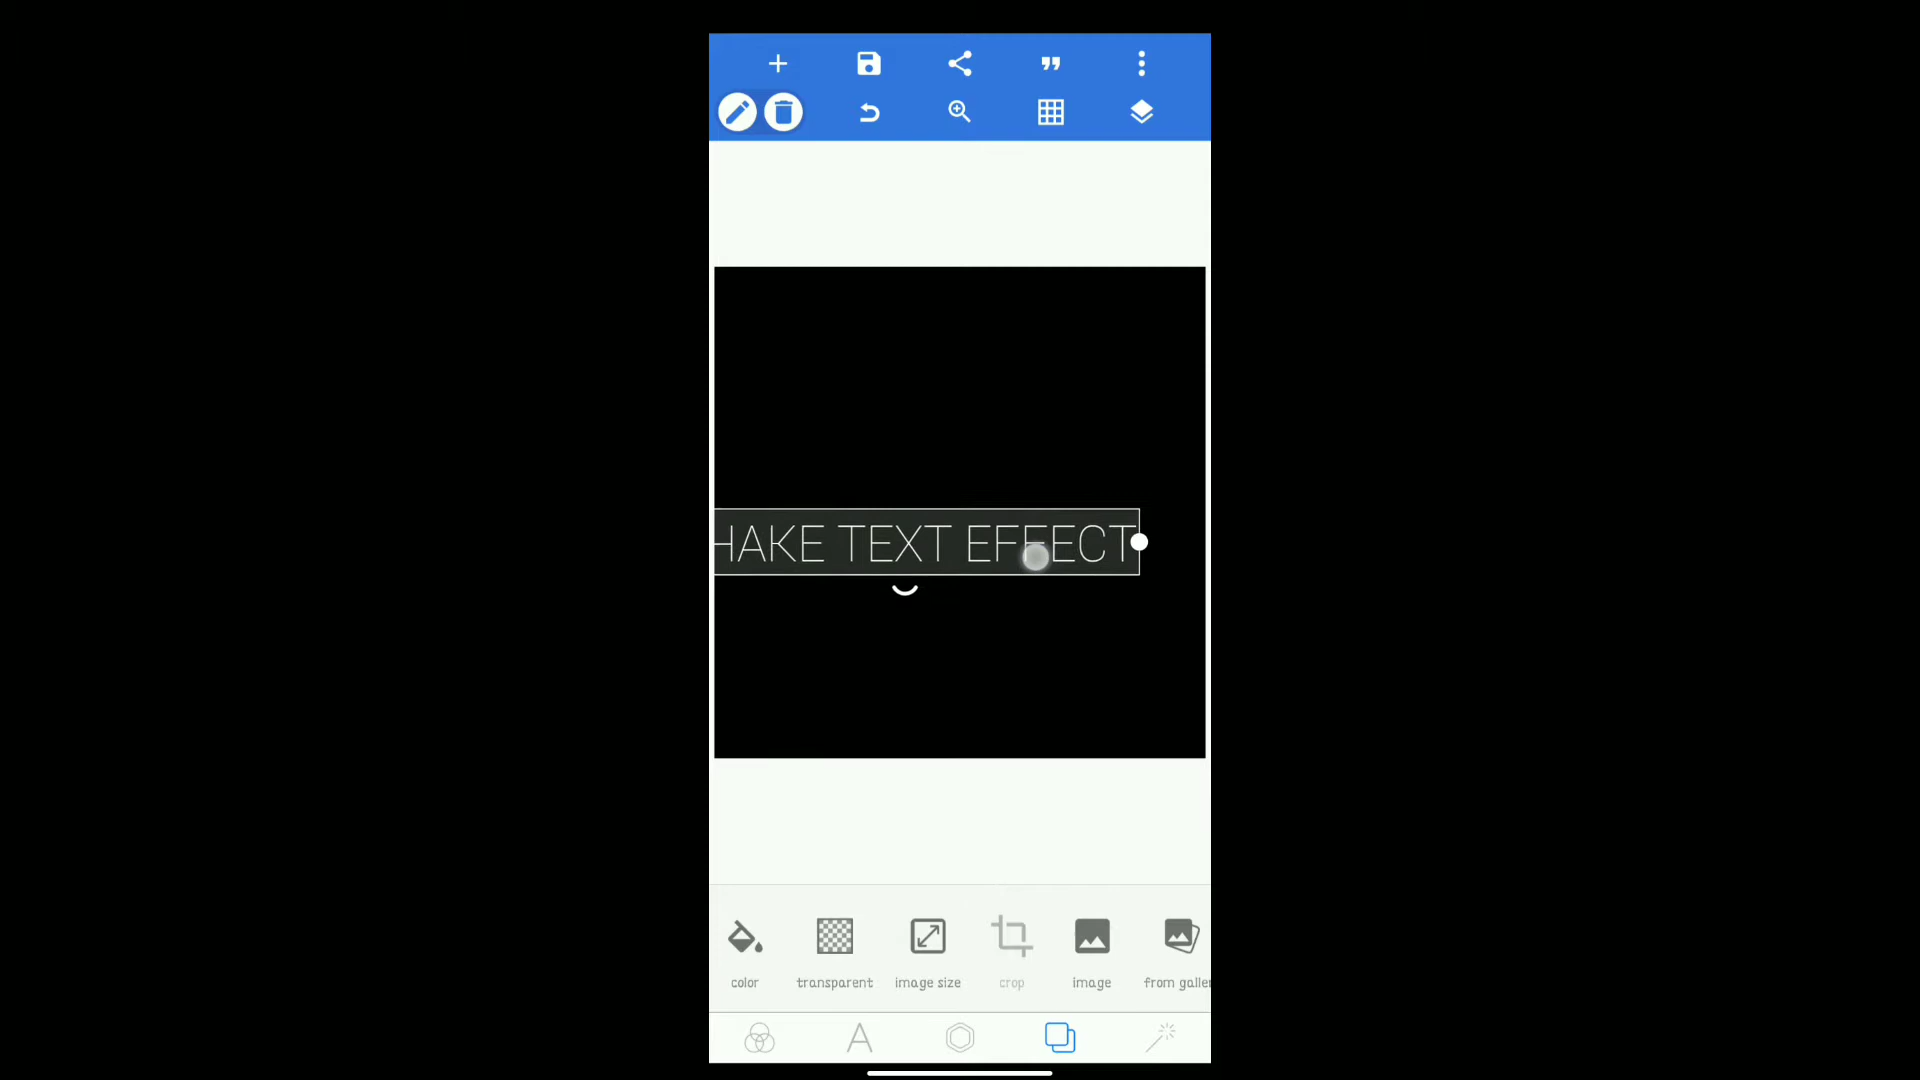 HAKE TEXT EFFECT
color transparent image size crop image from galler